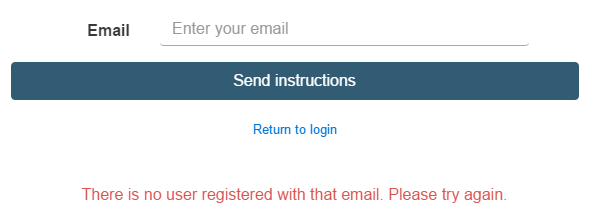 Email Enter your email
Send instructions
Return to login
There is no user registered with that email. Please try again.